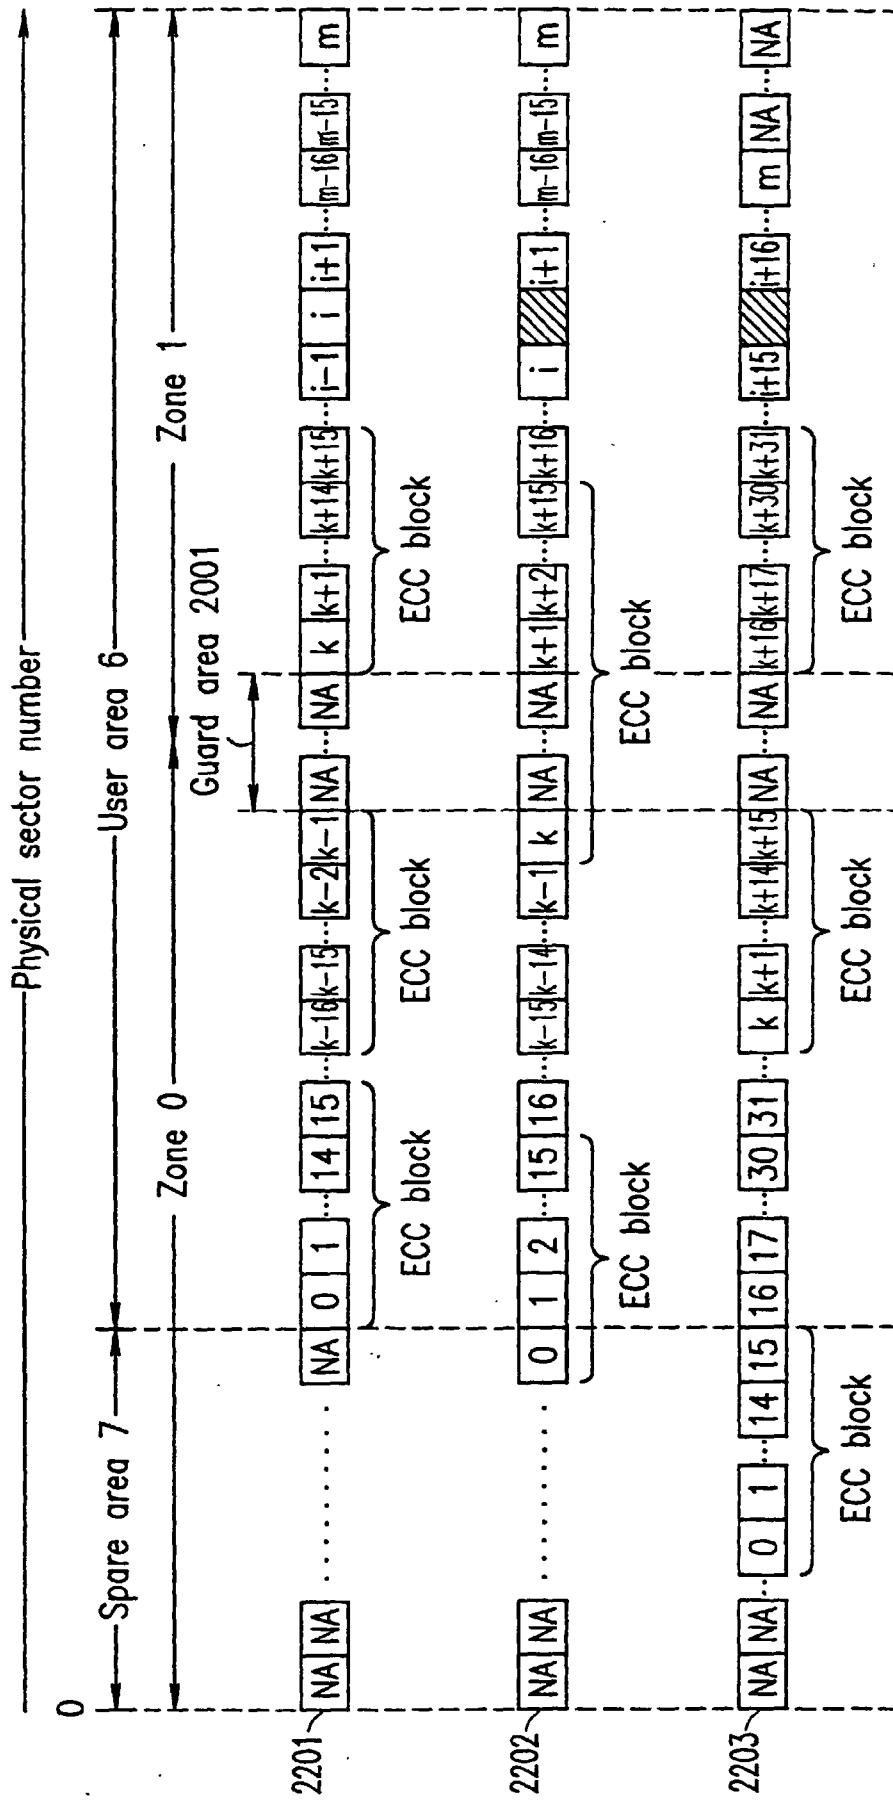 Physical sector number
0
Spare area 7
User area 6
Zone 0
Zone 1
Guard area 2001
2201
NA NA ........ NA 0 1 ... 14 15 ... k-16 k-15 ... k-2 k-1 NA ... NA k k+1 ... k+14 k+15 ... i-1 i i+1 ... m-16 m-15 ... m
ECC block
ECC block
ECC block
2202
NA NA ........ 0 1 2 ... 15 16 ... k-15 k-14 ... k-1 k NA ... NA k+1 k+2 ... k+15 k+16 ... i i+1 ... m-16 m-15 ... m
ECC block
ECC block
2203
NA NA ... 0 1 ... 14 15 16 17 ... 30 31 ... k k+1 ... k+14 k+15 NA ... NA k+16 k+17 ... k+30 k+31 ... i+15 i+16 ... m NA ... NA
ECC block
ECC block
ECC block